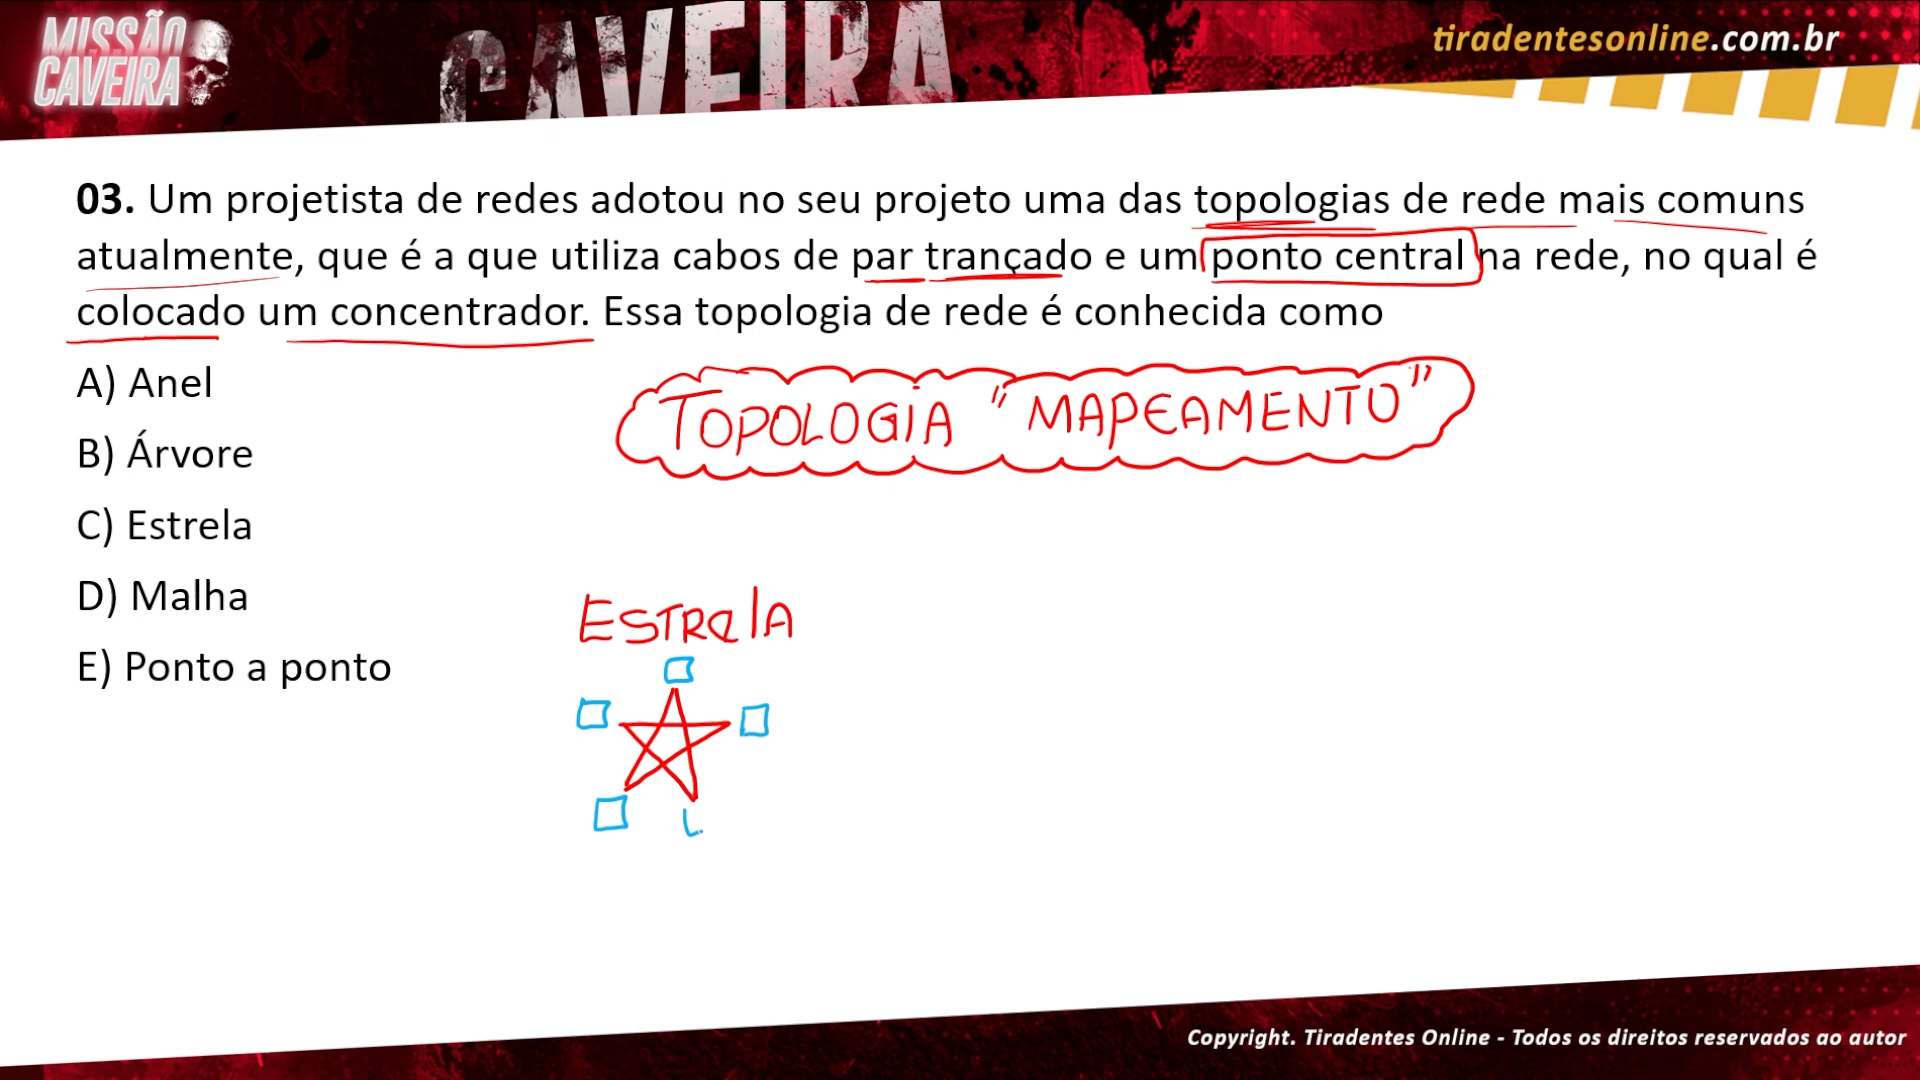 MISSÃO
CAVEIRA
CAVEIRA
tiradentesonline.com.br
03. Um projetista de redes adotou no seu projeto uma das topologias de rede mais comuns
atualmente, que é a que utiliza cabos de par trançado e um ponto central na rede, no qual é
colocado um concentrador. Essa topologia de rede é conhecida como
A) Anel
TOPOLOGIA "MAPEAMENTO"
B) Árvore
C) Estrela
D) Malha
ESTRElA
E) Ponto a ponto
Copyright. Tiradentes Online - Todos os direitos reservados ao autor